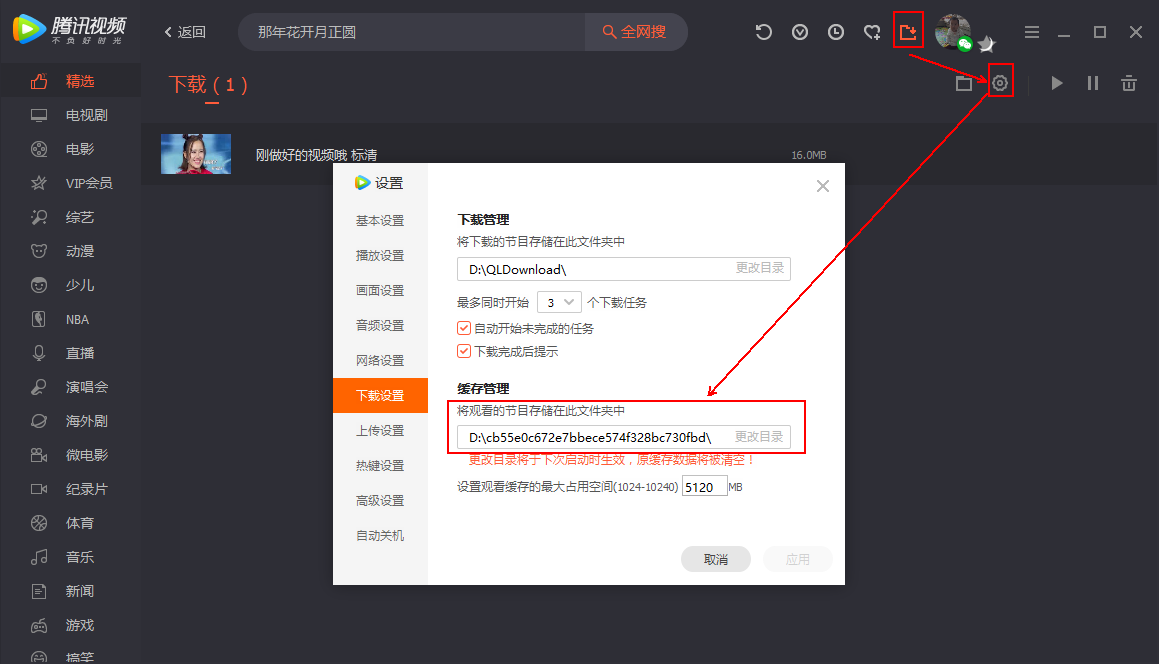 腾讯视频
不负好时光
返回
那年花开月正圆
全网搜
精选
电视剧
电影
VIP会员
综艺
动漫
少儿
NBA
直播
演唱会
海外剧
微电影
纪录片
体育
音乐
新闻
游戏
搞笑
下载 ( 1 )
刚做好的视频哦 标清
16.0MB
设置
基本设置
播放设置
画面设置
音频设置
网络设置
下载设置
上传设置
热键设置
高级设置
自动关机
下载管理
将下载的节目存储在此文件夹中
D:\QLDownload\ 更改目录
最多同时开始 3 个下载任务
自动开始未完成的任务
下载完成后提示
缓存管理
将观看的节目存储在此文件夹中
D:\cb55e0c672e7bbece574f328bc730fbd\ 更改目录
更改目录将于下次启动时生效，原缓存数据将被清空！
设置观看缓存的最大占用空间(1024-10240) 5120 MB
取消
应用